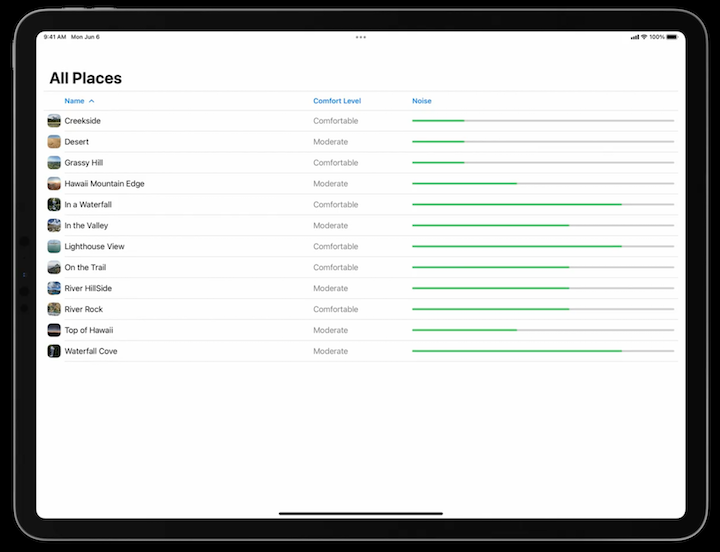 9:41 AM Mon Jun 6 100%
All Places
Name Comfort Level Noise
Creekside Comfortable
Desert Moderate
Grassy Hill Comfortable
Hawaii Mountain Edge Moderate
In a Waterfall Comfortable
In the Valley Moderate
Lighthouse View Comfortable
On the Trail Comfortable
River HillSide Moderate
River Rock Comfortable
Top of Hawaii Moderate
Waterfall Cove Moderate